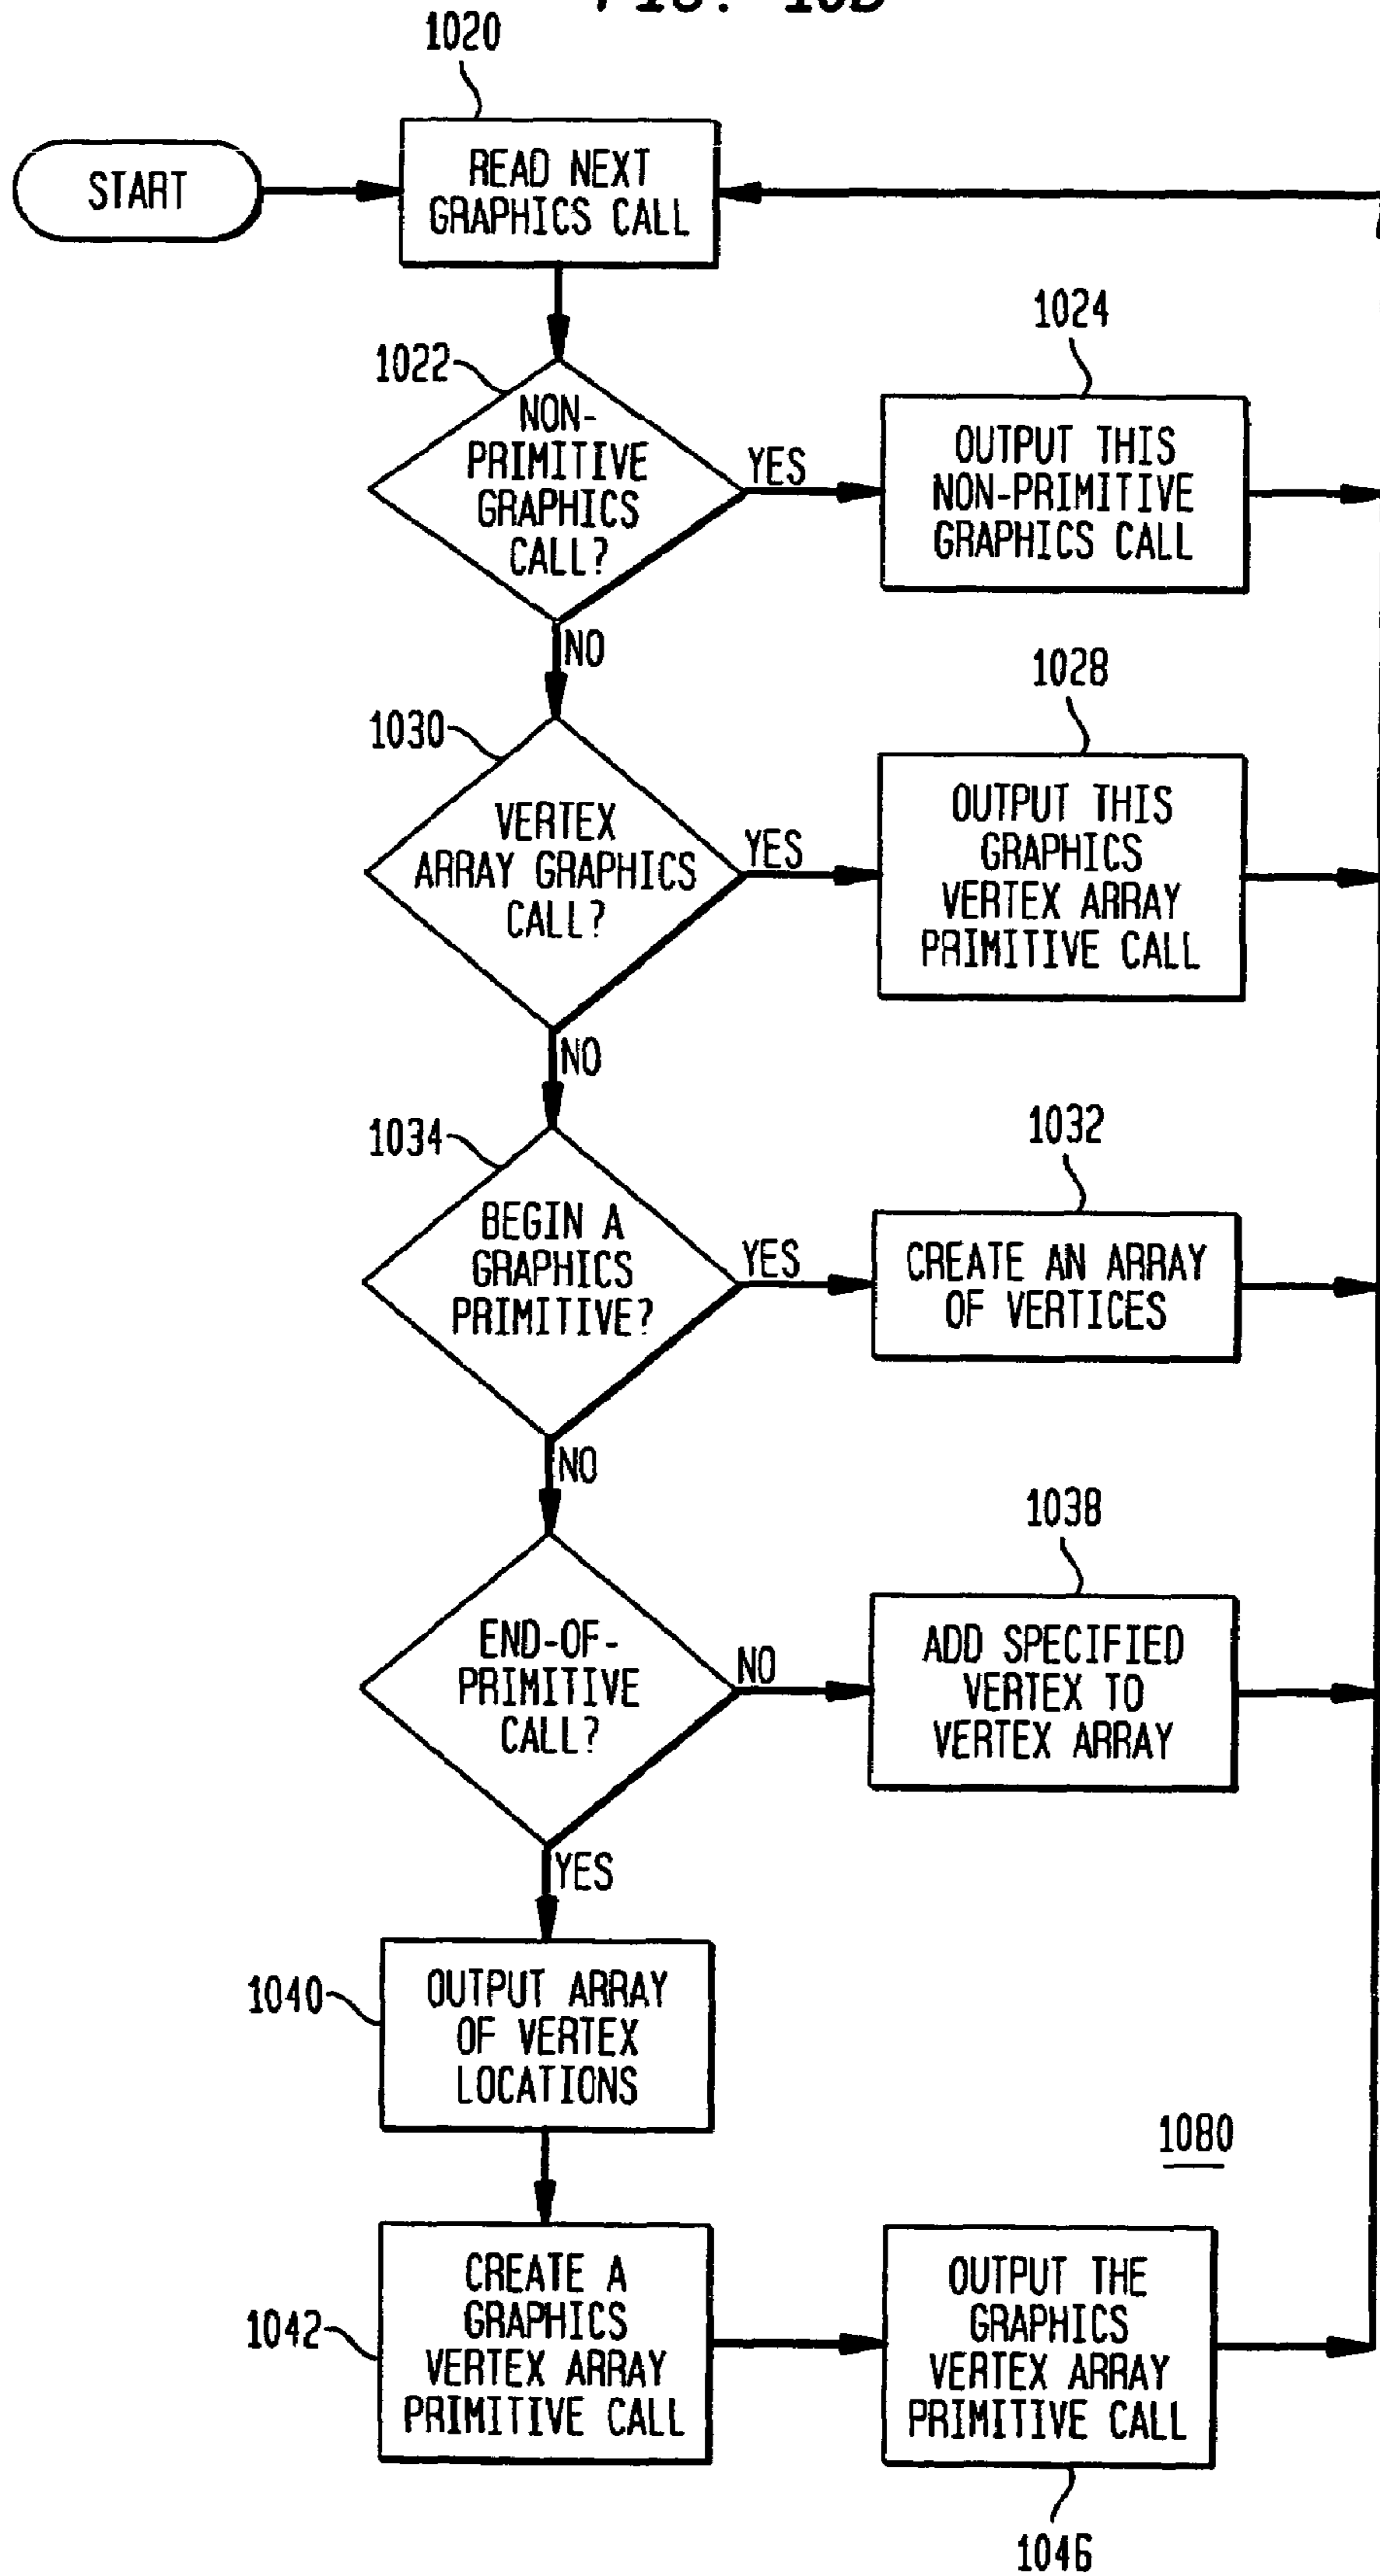 1020
START
READ NEXT
GRAPHICS CALL
1022
NON-
PRIMITIVE
GRAPHICS
CALL?
YES
1024
OUTPUT THIS
NON-PRIMITIVE
GRAPHICS CALL
NO
1030
VERTEX
ARRAY GRAPHICS
CALL?
YES
1028
OUTPUT THIS
GRAPHICS
VERTEX ARRAY
PRIMITIVE CALL
NO
1034
BEGIN A
GRAPHICS
PRIMITIVE?
YES
1032
CREATE AN ARRAY
OF VERTICES
NO
END-OF-
PRIMITIVE
CALL?
NO
1038
ADD SPECIFIED
VERTEX TO
VERTEX ARRAY
YES
1040
OUTPUT ARRAY
OF VERTEX
LOCATIONS
1080
1042
CREATE A
GRAPHICS
VERTEX ARRAY
PRIMITIVE CALL
OUTPUT THE
GRAPHICS
VERTEX ARRAY
PRIMITIVE CALL
1046